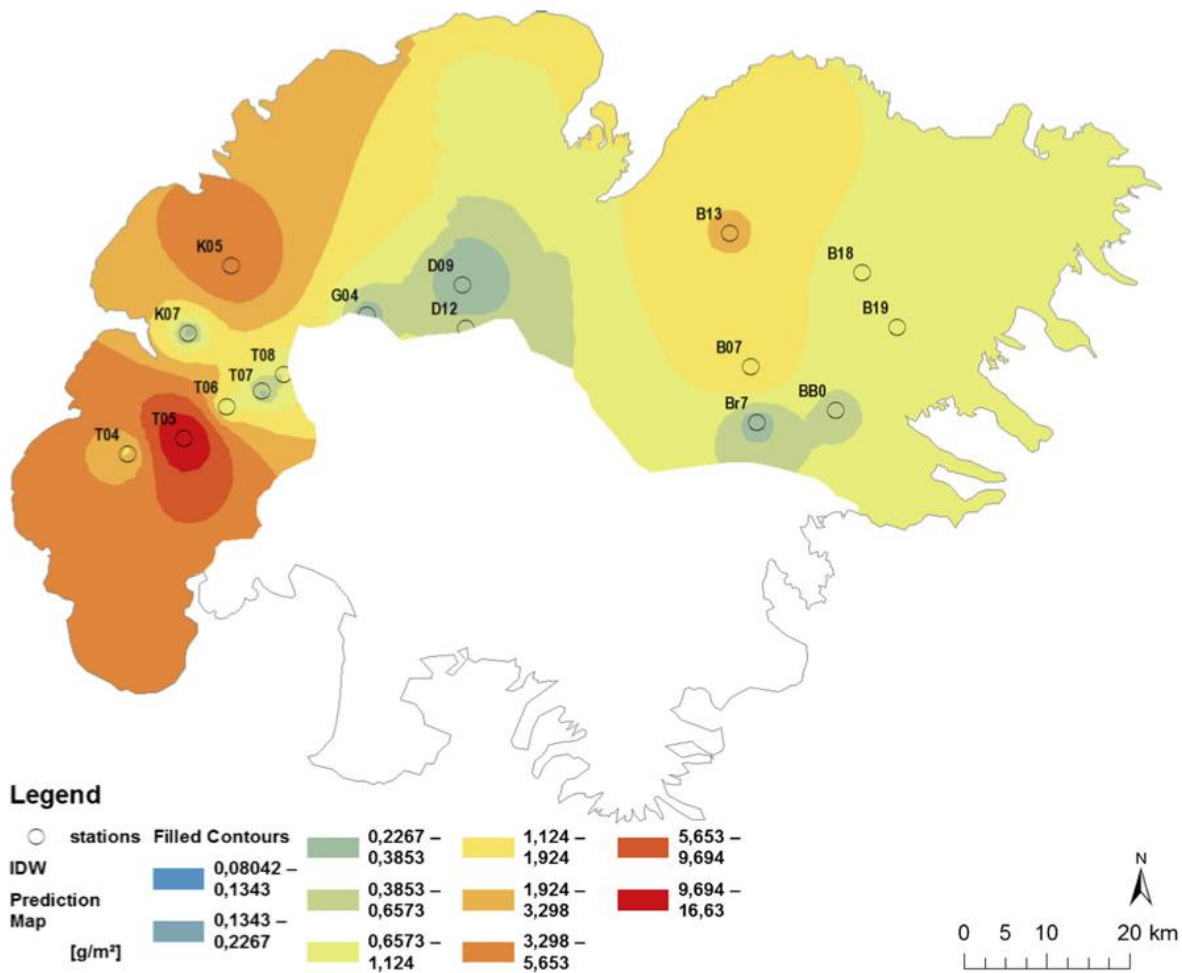 B13
K05
B18
D09
G04
D12
K07
B19
T08
B07
T07
T06
BB0
Br7
T05
T04
Legend
stations
IDW
Prediction
Map
[g/m²]
Filled Contours
0,08042 –
0,1343
0,1343 –
0,2267
0,2267 –
0,3853
0,3853 –
0,6573
0,6573 –
1,124
1,124 –
1,924
1,924 –
3,298
3,298 –
5,653
5,653 –
9,694
9,694 –
16,63
N
0 5 10 20 km